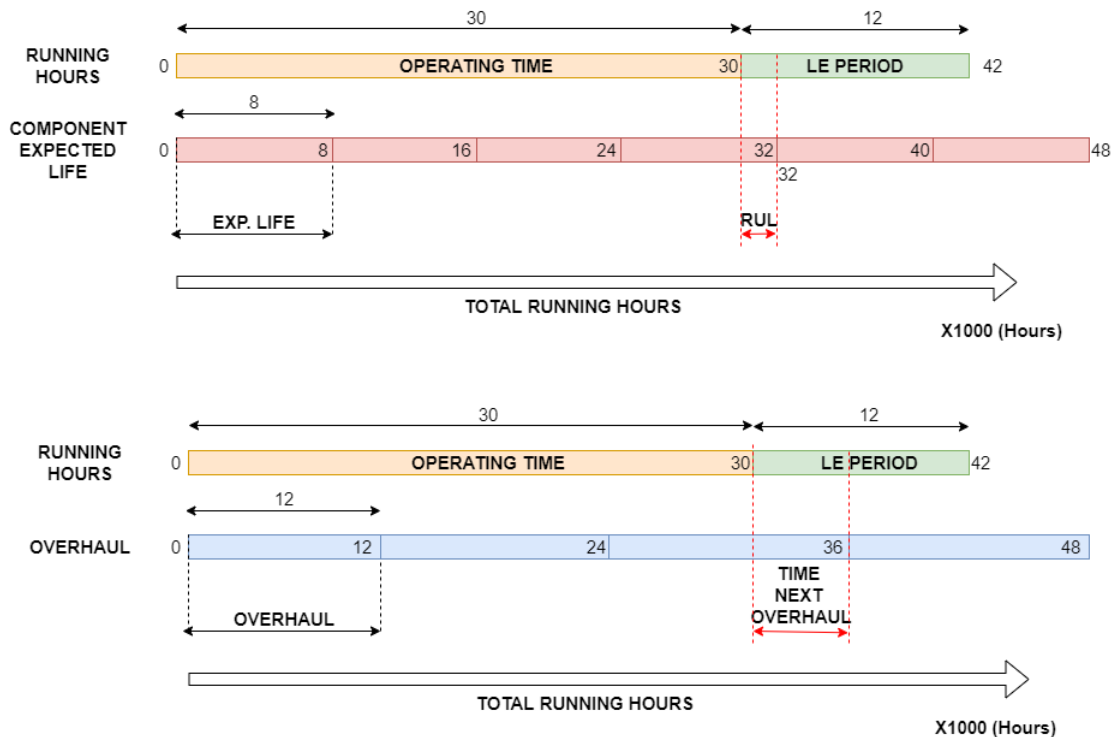 30
12
RUNNING
HOURS
0
OPERATING TIME
30
LE PERIOD
42
8
COMPONENT
EXPECTED
LIFE
0
8
16
24
32
40
48
32
EXP. LIFE
RUL
TOTAL RUNNING HOURS
X1000 (Hours)
30
12
RUNNING
HOURS
0
OPERATING TIME
30
LE PERIOD
42
12
OVERHAUL
0
12
24
36
48
TIME
NEXT
OVERHAUL
OVERHAUL
TOTAL RUNNING HOURS
X1000 (Hours)